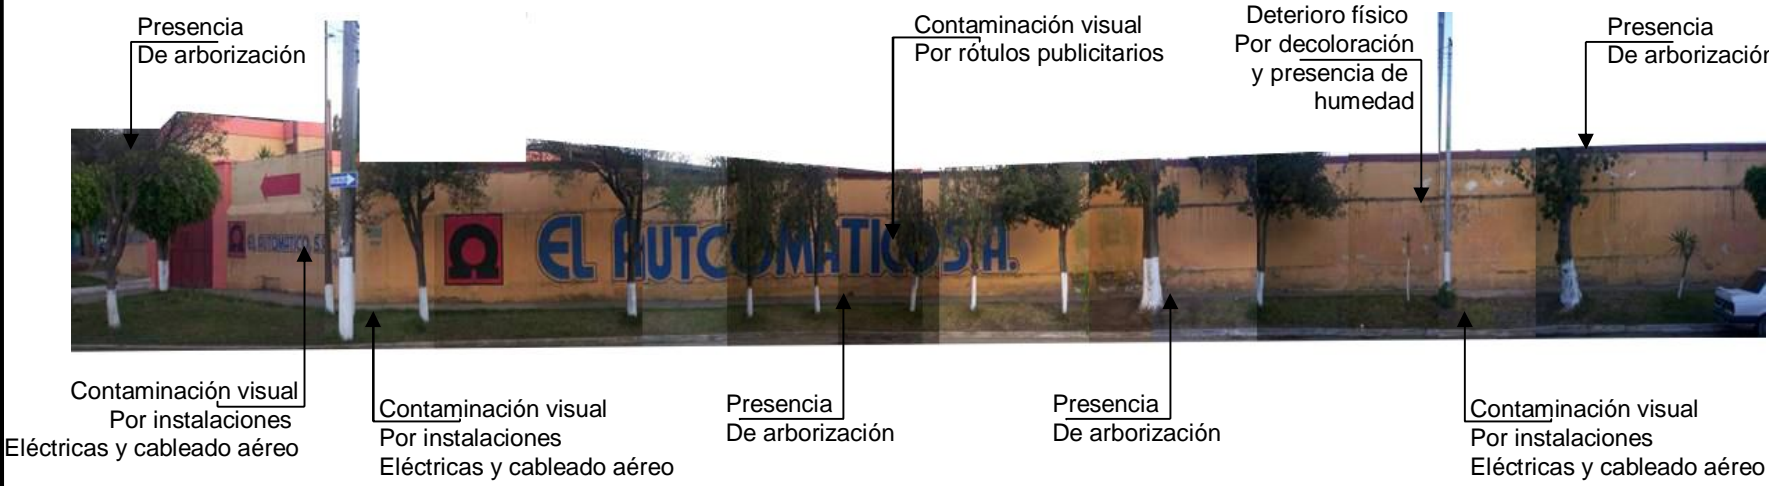 Presencia
De arborización
Contaminación visual
Por rótulos publicitarios
Deterioro físico
Por decoloración
y presencia de
humedad
Presencia
De arborización
EL AUTOMATICO, S.
EL AUTCOMATICO S.A.
Contaminación visual
Por instalaciones
Eléctricas y cableado aéreo
Contaminación visual
Por instalaciones
Eléctricas y cableado aéreo
Presencia
De arborización
Presencia
De arborización
Contaminación visual
Por instalaciones
Eléctricas y cableado aéreo